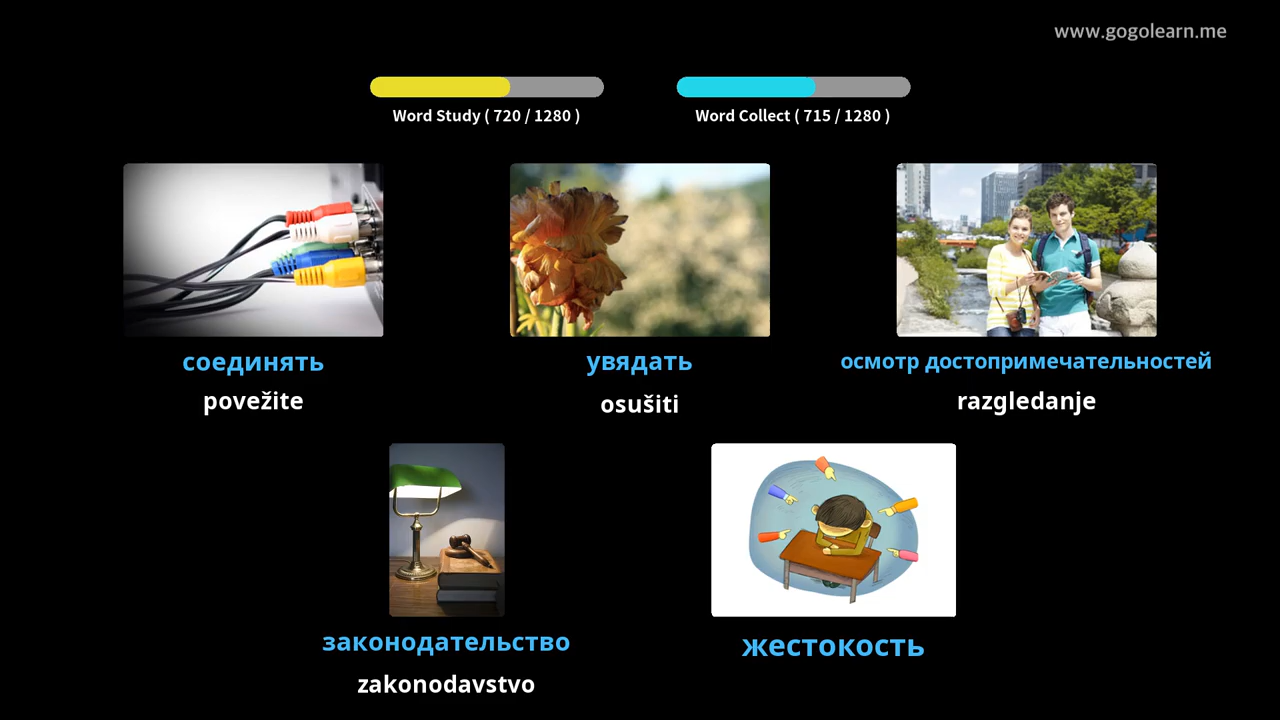 www.gogolearn.me
Word Study ( 720 / 1280 )
Word Collect ( 715 / 1280 )
соединять
povežite
увядать
osušiti
осмотр достопримечательностей
razgledanje
законодательство
zakonodavstvo
жестокость